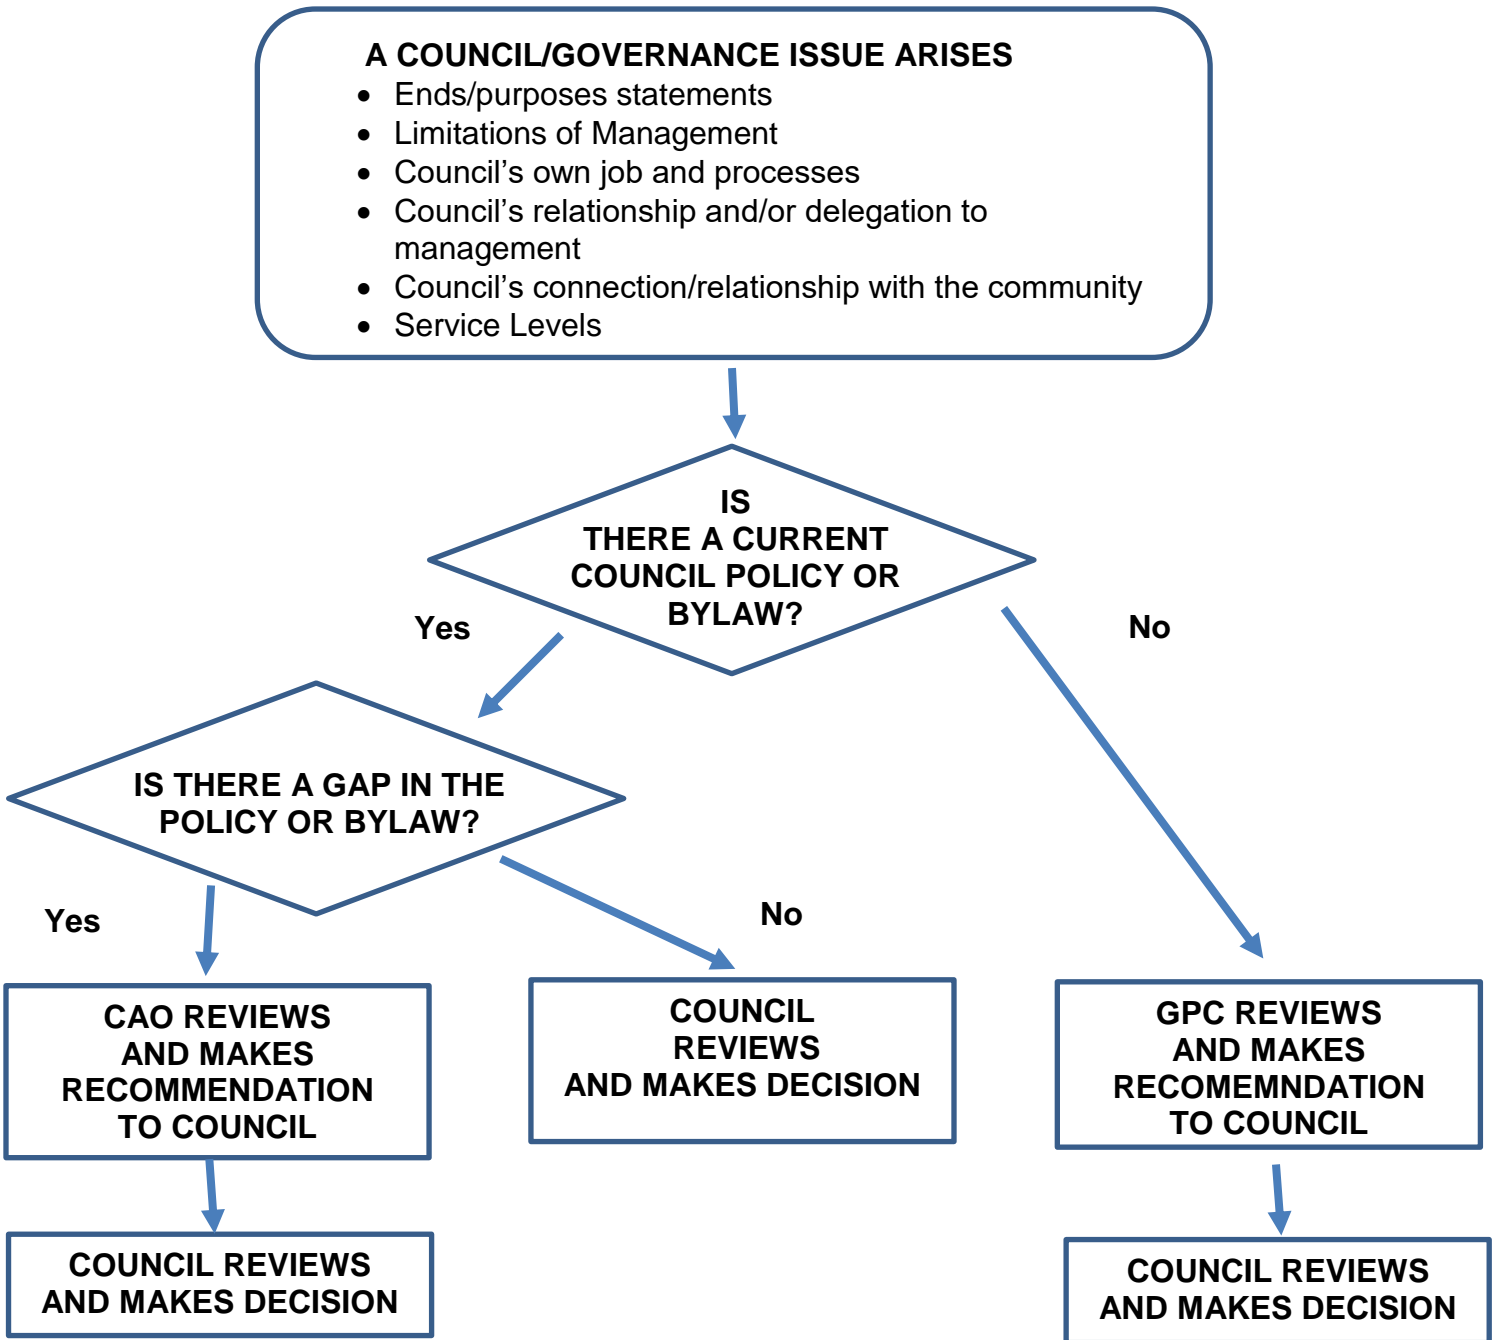 A COUNCIL/GOVERNANCE ISSUE ARISES
• Ends/purposes statements
• Limitations of Management
• Council’s own job and processes
• Council’s relationship and/or delegation to
management
• Council’s connection/relationship with the community
• Service Levels
IS
THERE A CURRENT
COUNCIL POLICY OR
BYLAW?
Yes
No
IS THERE A GAP IN THE
POLICY OR BYLAW?
Yes
No
CAO REVIEWS
AND MAKES
RECOMMENDATION
TO COUNCIL
COUNCIL
REVIEWS
AND MAKES DECISION
GPC REVIEWS
AND MAKES
RECOMEMNDATION
TO COUNCIL
COUNCIL REVIEWS
AND MAKES DECISION
COUNCIL REVIEWS
AND MAKES DECISION